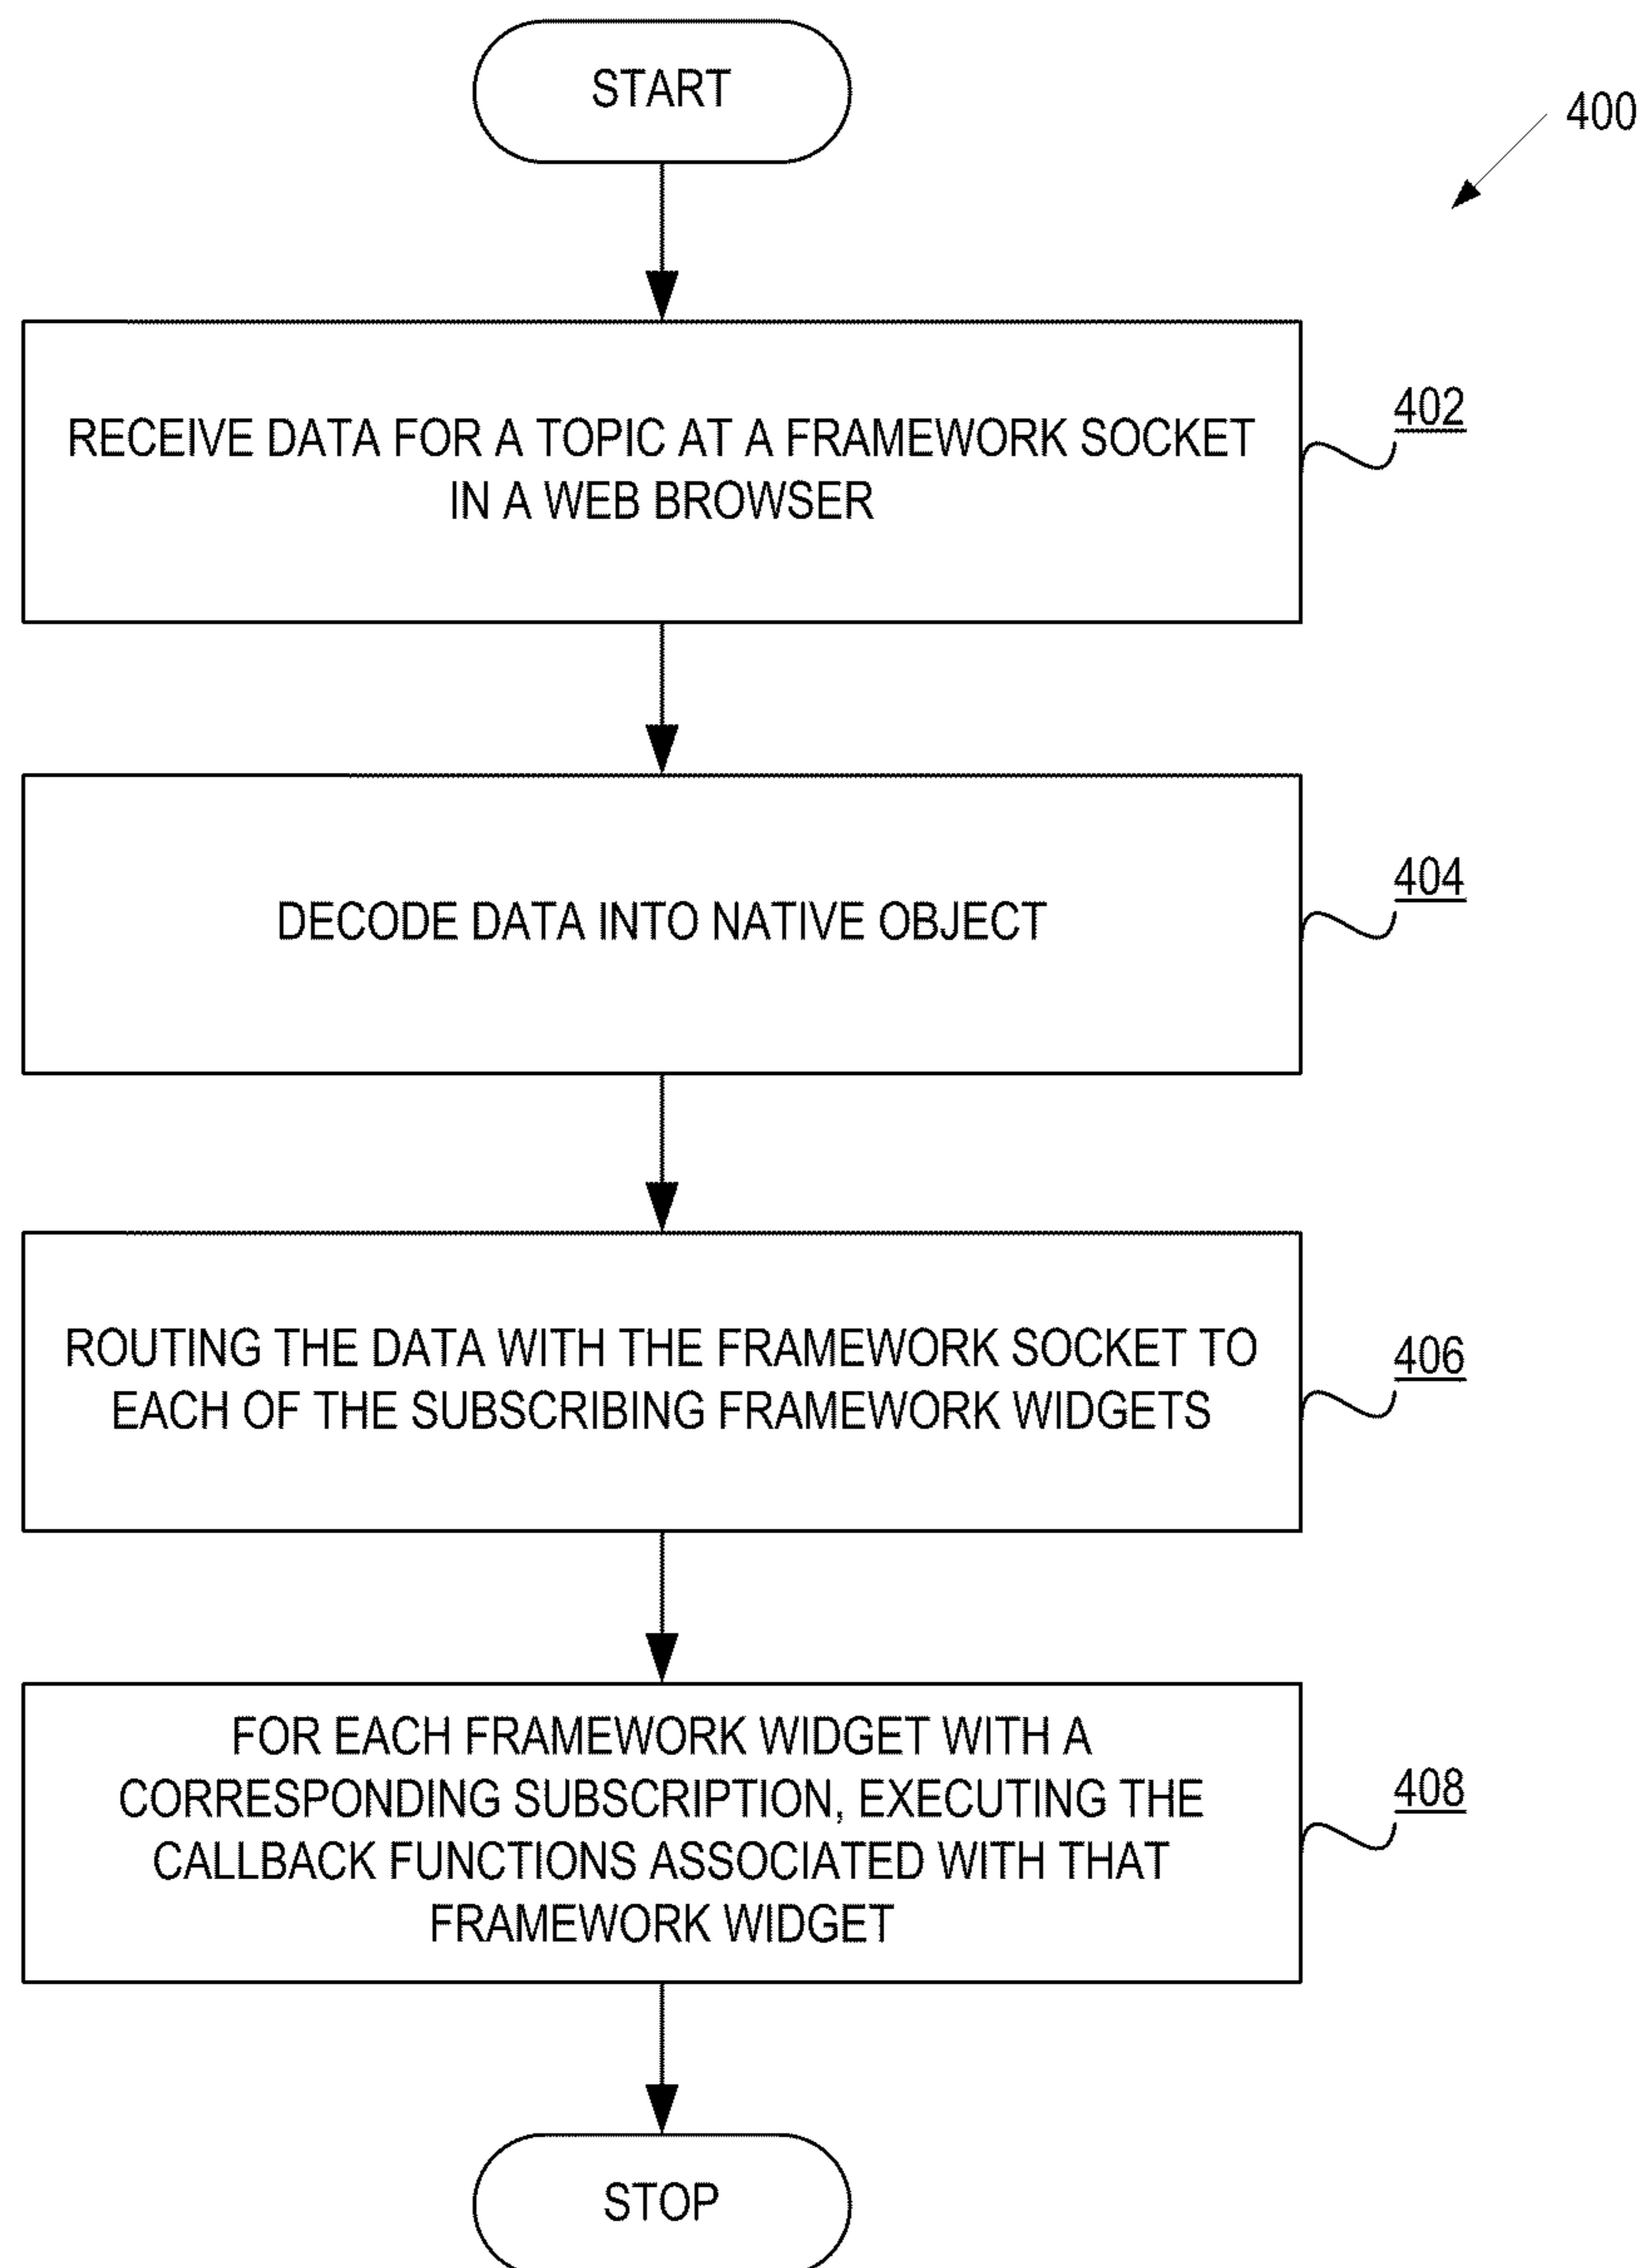 START
400
RECEIVE DATA FOR A TOPIC AT A FRAMEWORK SOCKET
IN A WEB BROWSER
402
DECODE DATA INTO NATIVE OBJECT
404
ROUTING THE DATA WITH THE FRAMEWORK SOCKET TO
EACH OF THE SUBSCRIBING FRAMEWORK WIDGETS
406
FOR EACH FRAMEWORK WIDGET WITH A
CORRESPONDING SUBSCRIPTION, EXECUTING THE
CALLBACK FUNCTIONS ASSOCIATED WITH THAT
FRAMEWORK WIDGET
408
STOP